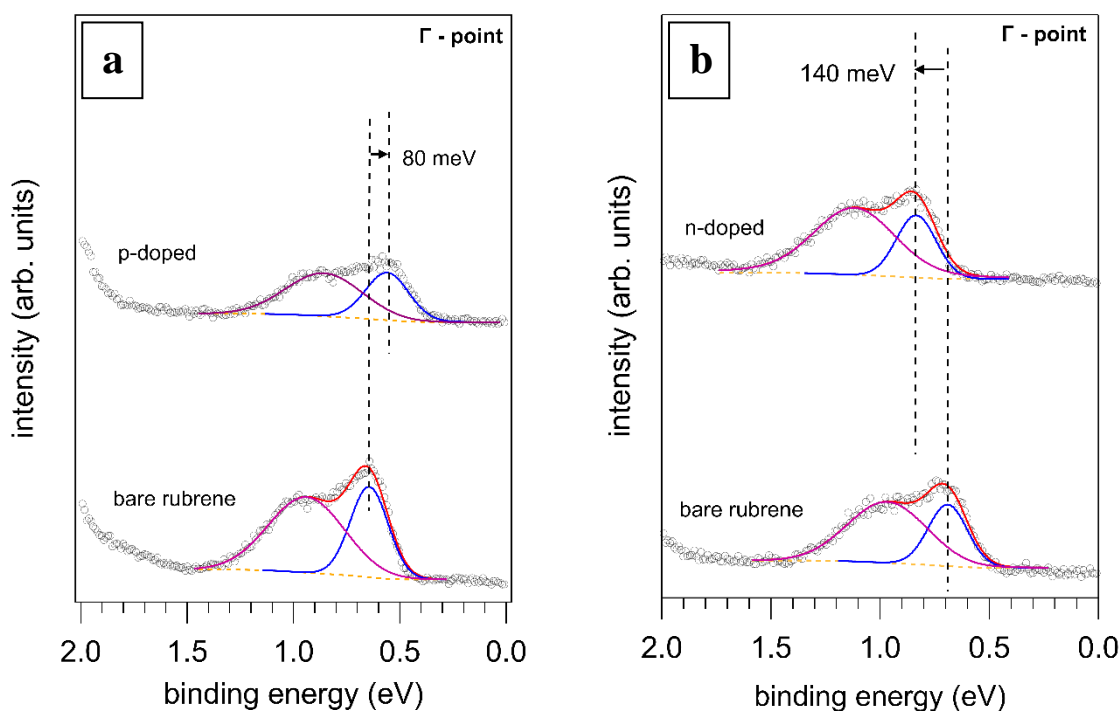 a
Γ - point
80 meV
p-doped
bare rubrene
intensity (arb. units)
2.0 1.5 1.0 0.5 0.0
binding energy (eV)
b
Γ - point
140 meV
n-doped
bare rubrene
intensity (arb. units)
2.0 1.5 1.0 0.5 0.0
binding energy (eV)